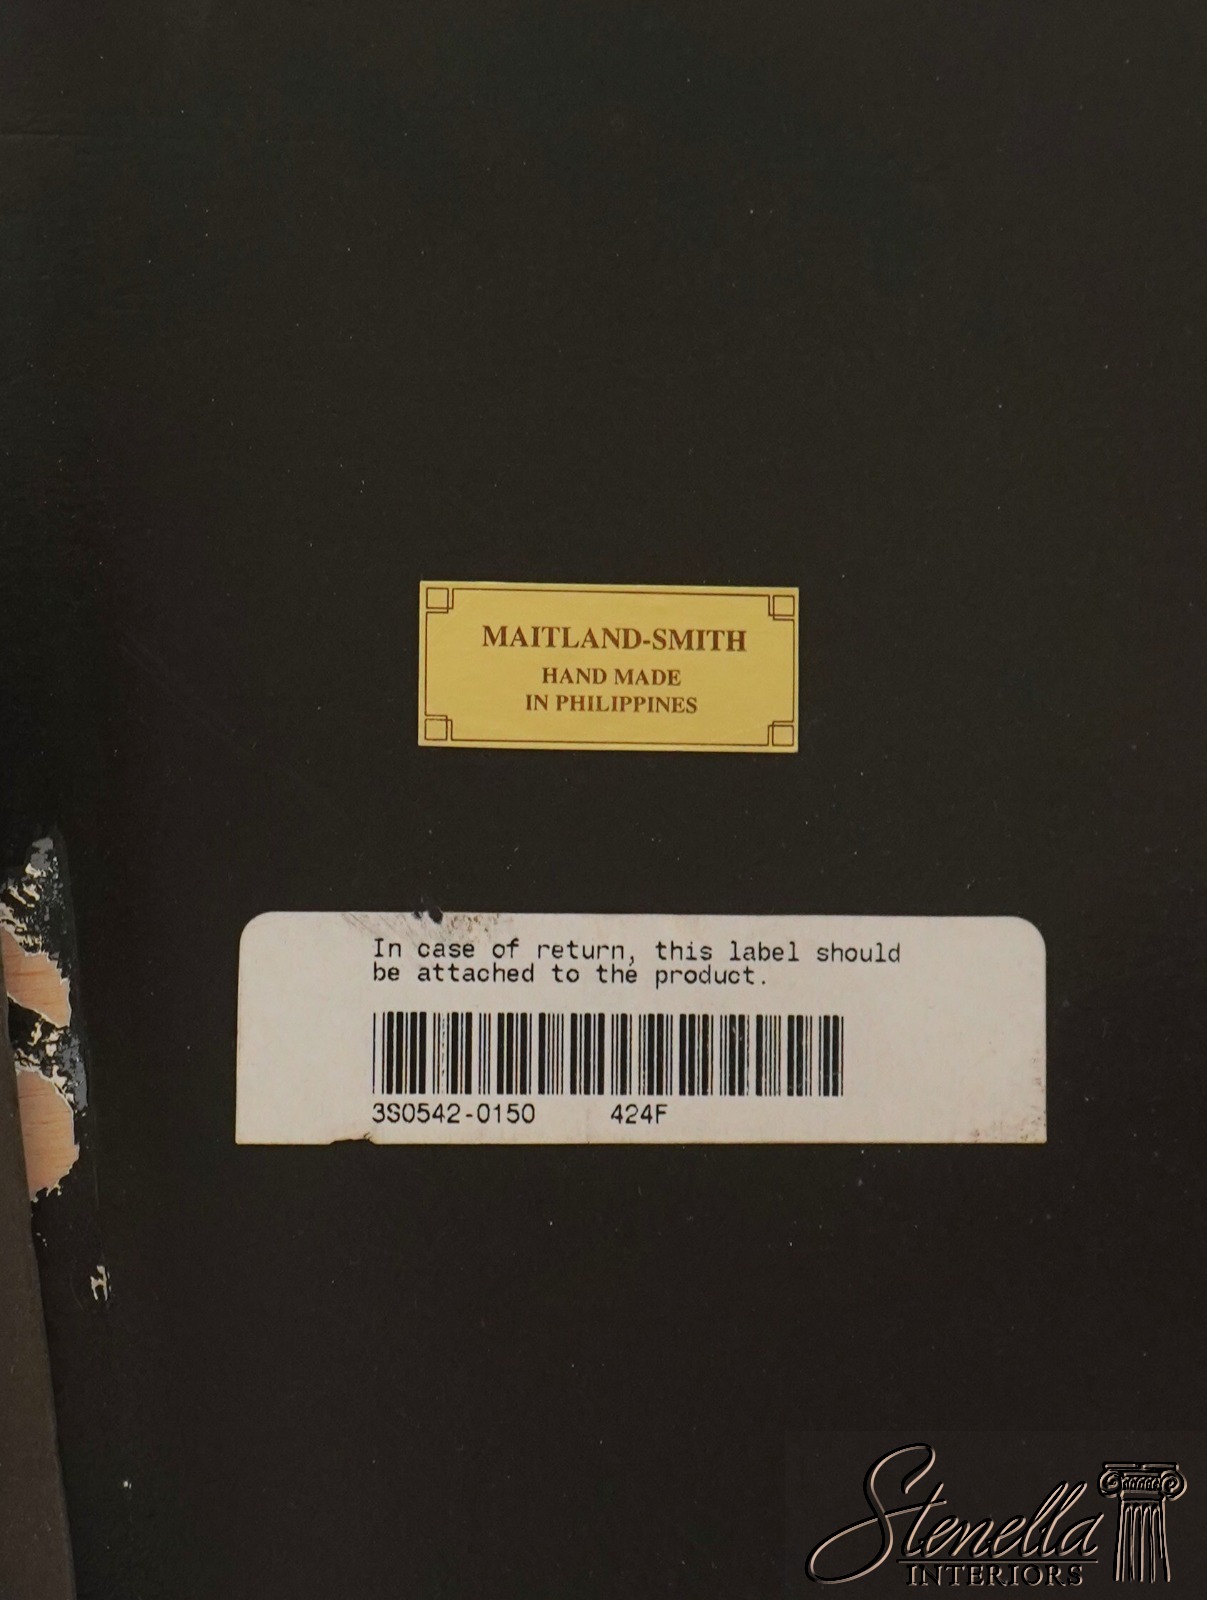 MAITLAND-SMITH
HAND MADE
IN PHILIPPINES
In case of return, this label should
be attached to the product.
3S0542-0150 424F
Stenella
INTERIORS